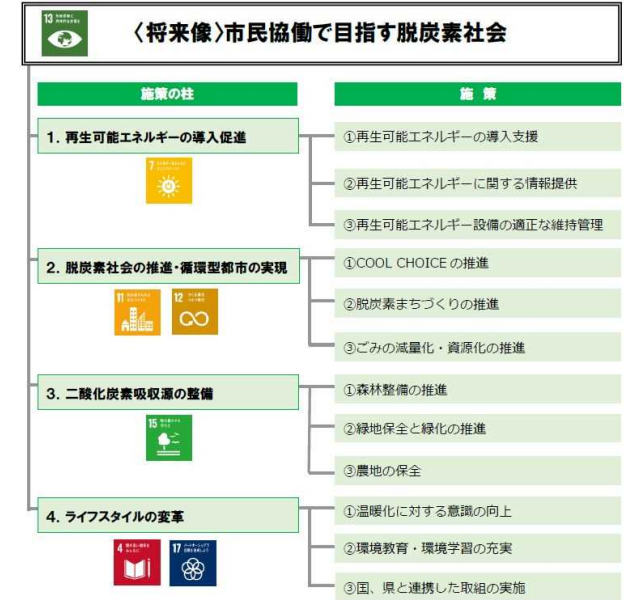 13
〈将来像〉市民協働で目指す脱炭素社会
施策の柱
施 策
1. 再生可能エネルギーの導入促進
7
①再生可能エネルギーの導入支援
②再生可能エネルギーに関する情報提供
③再生可能エネルギー設備の適正な維持管理
2. 脱炭素社会の推進・循環型都市の実現
11
12
①COOL CHOICE の推進
②脱炭素まちづくりの推進
③ごみの減量化・資源化の推進
3. 二酸化炭素吸収源の整備
15
①森林整備の推進
②緑地保全と緑化の推進
③農地の保全
4. ライフスタイルの変革
4
17
①温暖化に対する意識の向上
②環境教育・環境学習の充実
③国、県と連携した取組の実施